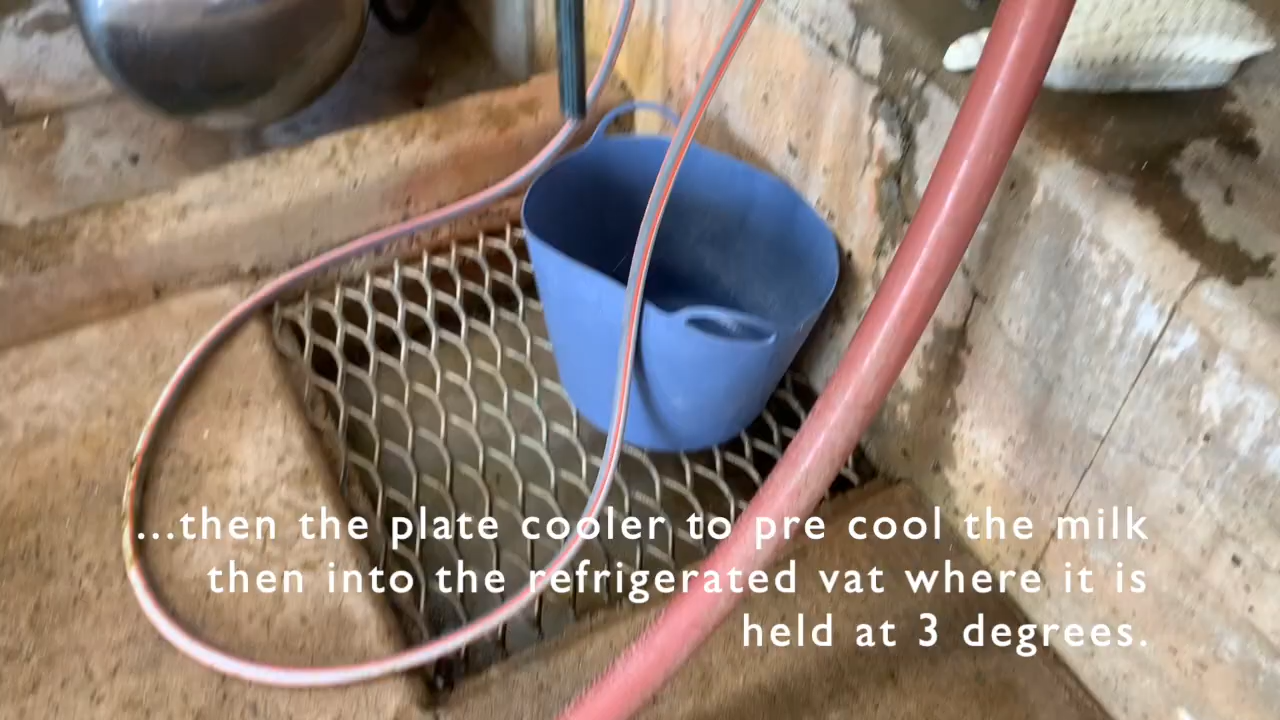 ...then the plate cooler to pre cool the milk
then into the refrigerated vat where it is
held at 3 degrees.